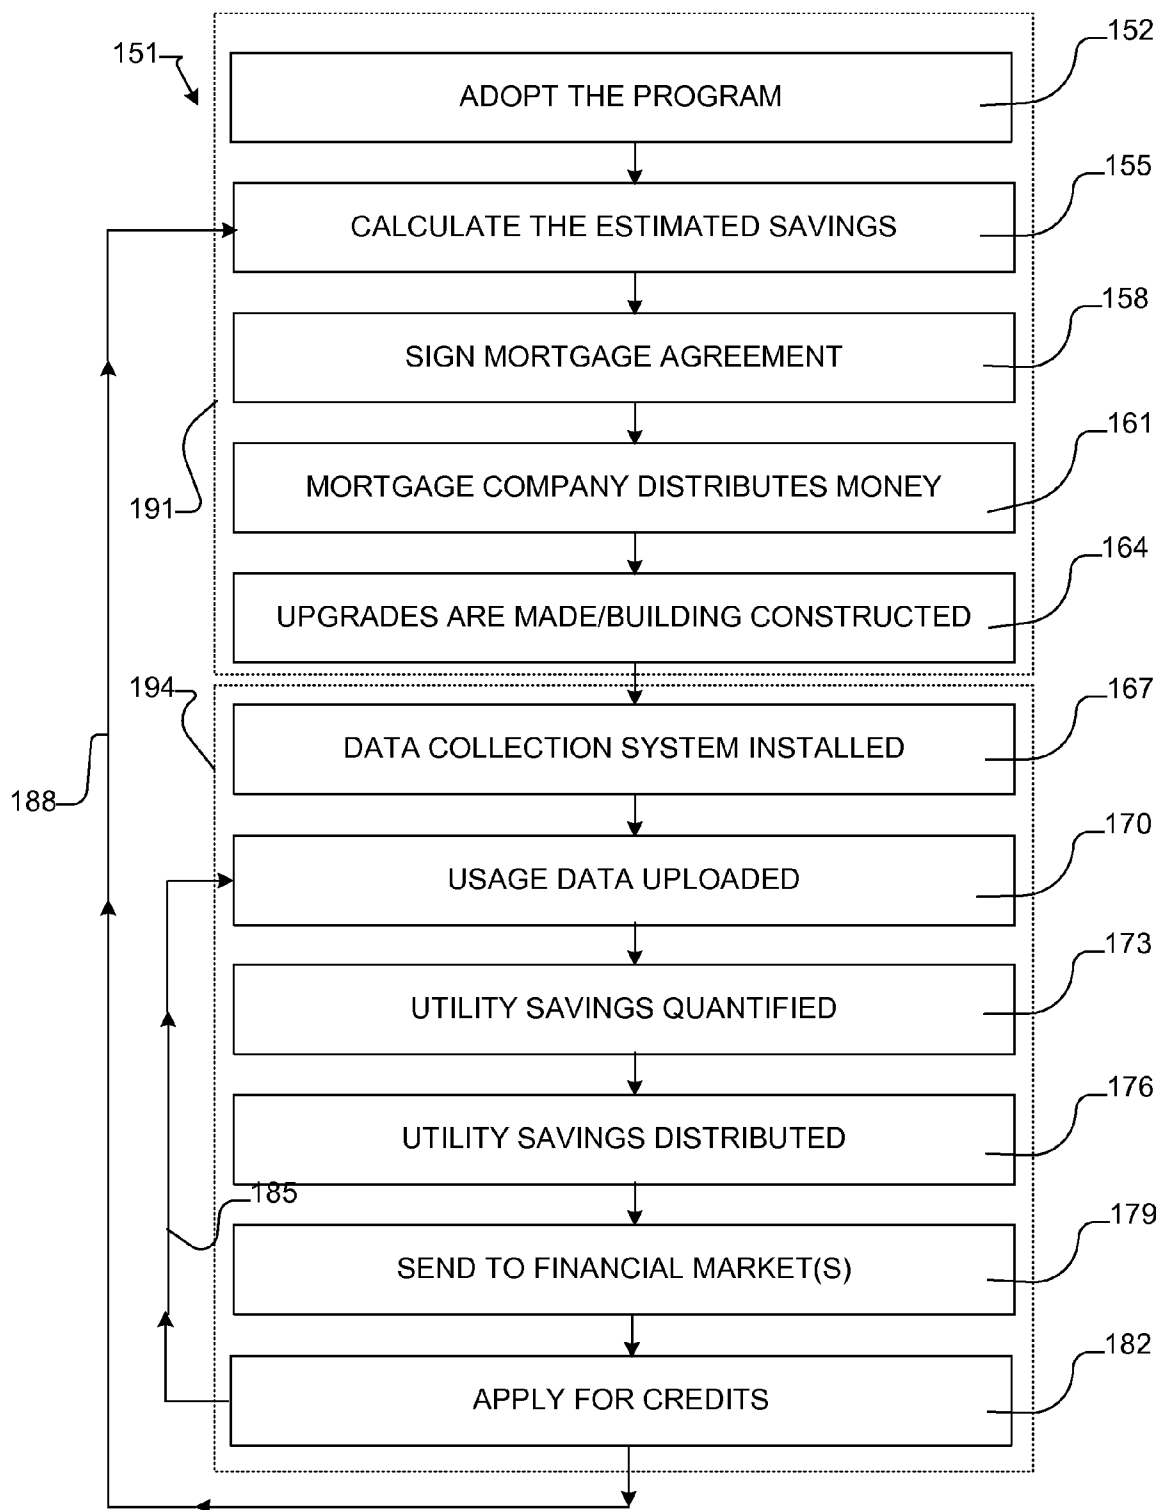 152
151
ADOPT THE PROGRAM
155
CALCULATE THE ESTIMATED SAVINGS
158
SIGN MORTGAGE AGREEMENT
161
MORTGAGE COMPANY DISTRIBUTES MONEY
191
164
UPGRADES ARE MADE/BUILDING CONSTRUCTED
194
167
DATA COLLECTION SYSTEM INSTALLED
188
170
USAGE DATA UPLOADED
173
UTILITY SAVINGS QUANTIFIED
176
UTILITY SAVINGS DISTRIBUTED
185
179
SEND TO FINANCIAL MARKET(S)
182
APPLY FOR CREDITS